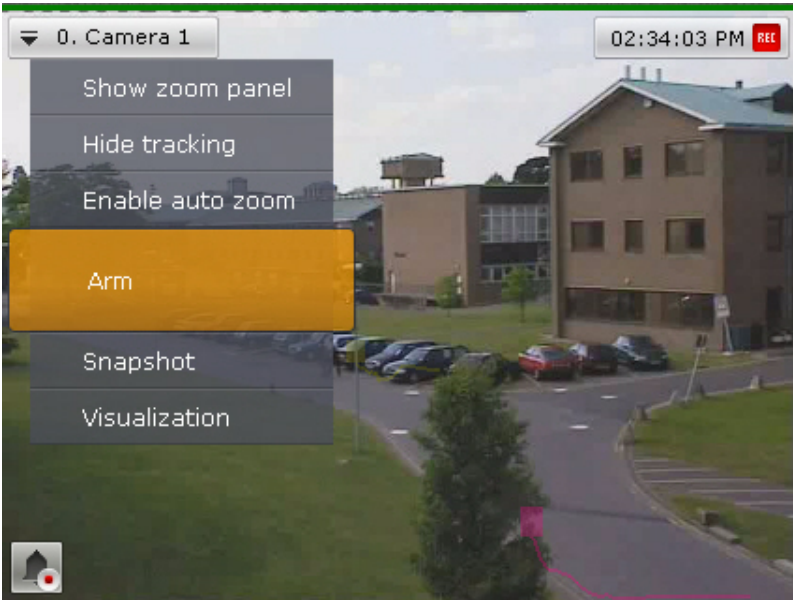 0. Camera 1
02:34:03 PM REC
Show zoom panel
Hide tracking
Enable auto zoom
Arm
Snapshot
Visualization